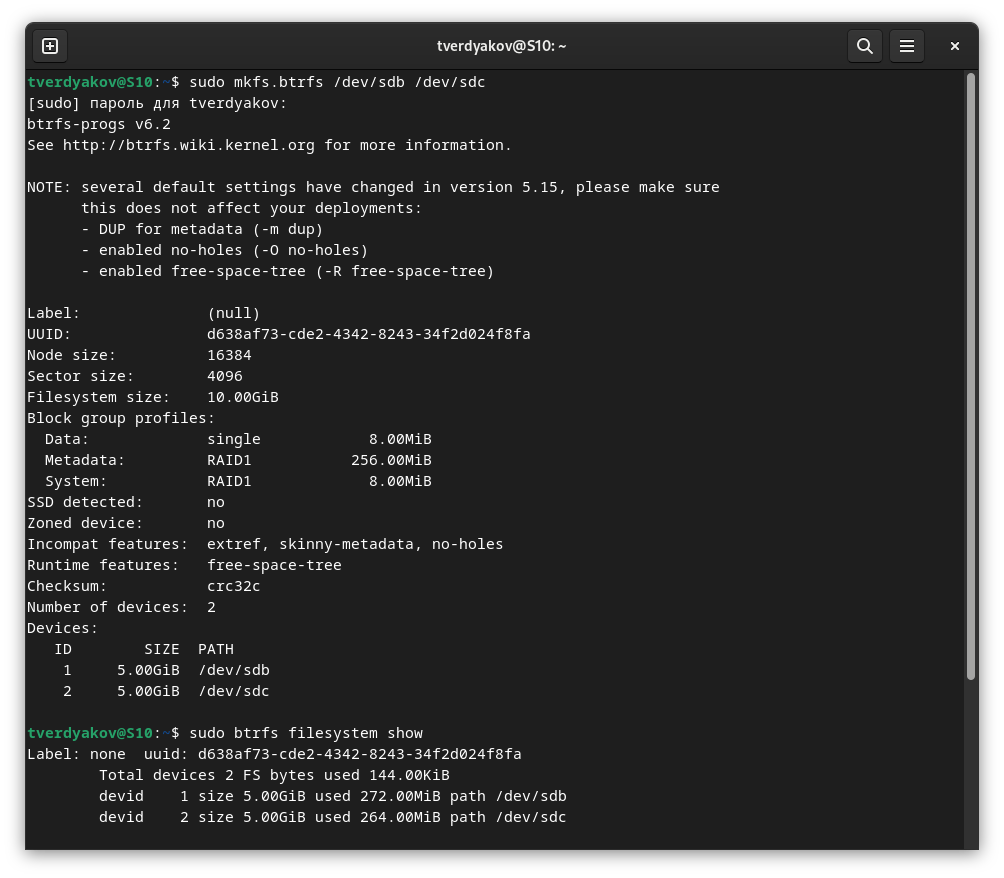 tverdyakov@S10: ~
tverdyakov@S10:~$ sudo mkfs.btrfs /dev/sdb /dev/sdc
[sudo] пароль для tverdyakov:
btrfs-progs v6.2
See http://btrfs.wiki.kernel.org for more information.

NOTE: several default settings have changed in version 5.15, please make sure
      this does not affect your deployments:
      - DUP for metadata (-m dup)
      - enabled no-holes (-O no-holes)
      - enabled free-space-tree (-R free-space-tree)

Label:              (null)
UUID:               d638af73-cde2-4342-8243-34f2d024f8fa
Node size:          16384
Sector size:        4096
Filesystem size:    10.00GiB
Block group profiles:
  Data:             single            8.00MiB
  Metadata:         RAID1           256.00MiB
  System:           RAID1             8.00MiB
SSD detected:       no
Zoned device:       no
Incompat features:  extref, skinny-metadata, no-holes
Runtime features:   free-space-tree
Checksum:           crc32c
Number of devices:  2
Devices:
   ID        SIZE  PATH
    1     5.00GiB  /dev/sdb
    2     5.00GiB  /dev/sdc

tverdyakov@S10:~$ sudo btrfs filesystem show
Label: none  uuid: d638af73-cde2-4342-8243-34f2d024f8fa
        Total devices 2 FS bytes used 144.00KiB
        devid    1 size 5.00GiB used 272.00MiB path /dev/sdb
        devid    2 size 5.00GiB used 264.00MiB path /dev/sdc